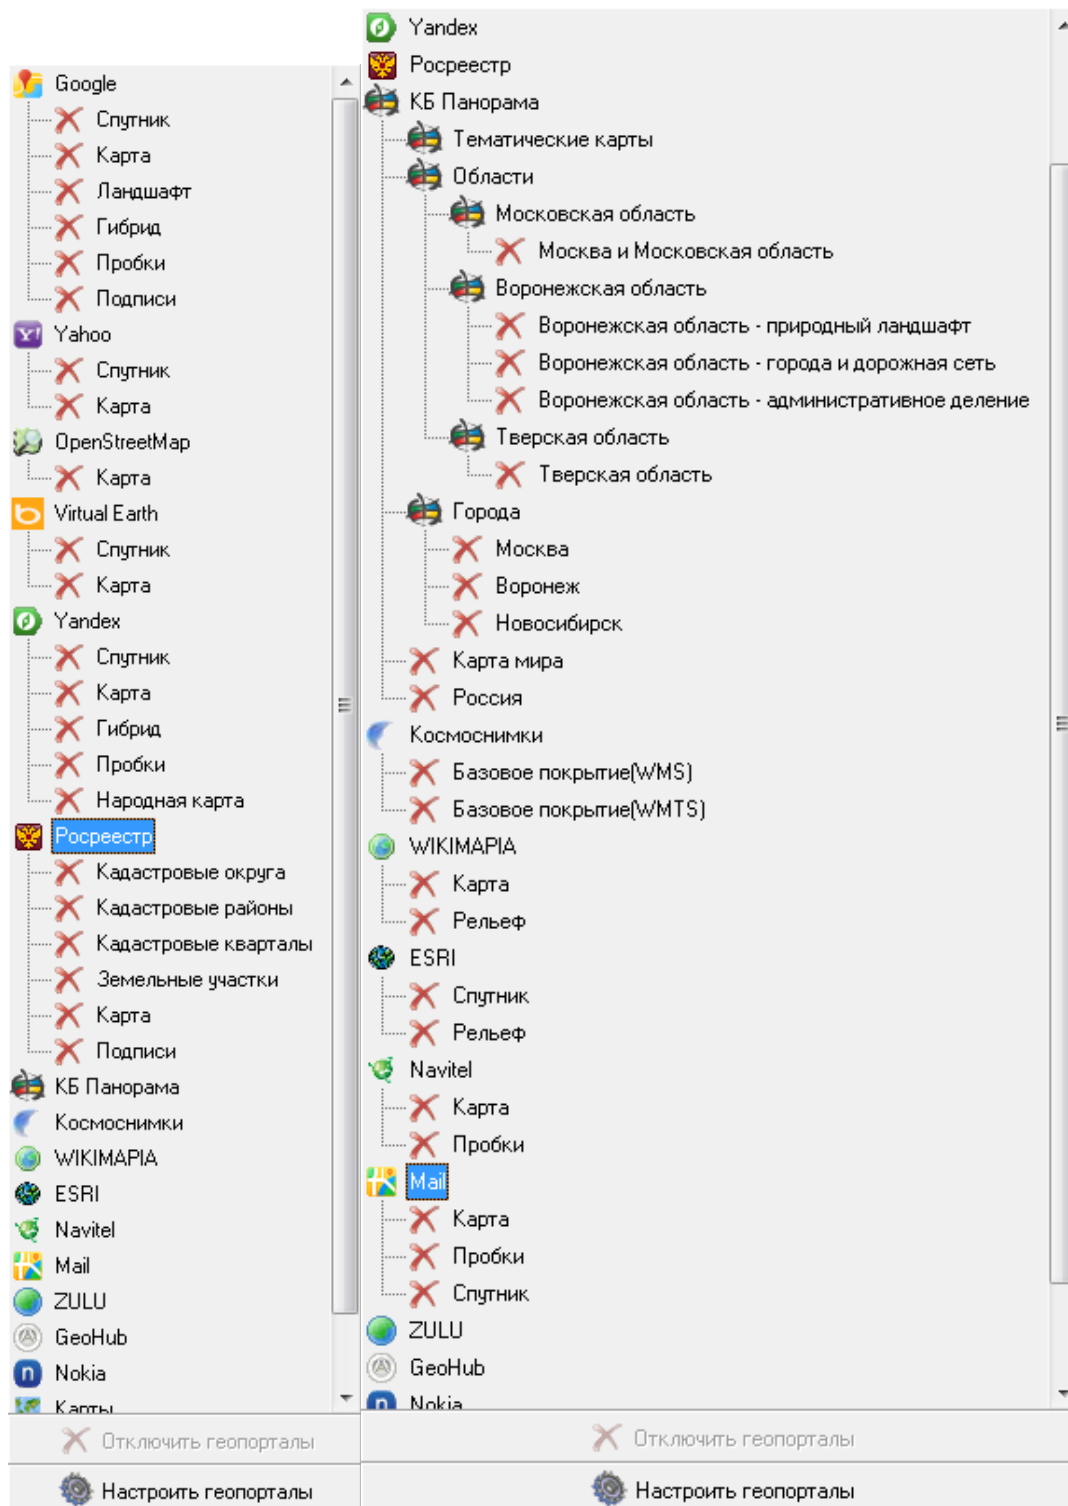 Google
Спутник
Карта
Ландшафт
Гибрид
Пробки
Подписи
Yahoo
Спутник
Карта
OpenStreetMap
Карта
Virtual Earth
Спутник
Карта
Yandex
Спутник
Карта
Гибрид
Пробки
Народная карта
Росреестр
Кадастровые округа
Кадастровые районы
Кадастровые кварталы
Земельные участки
Карта
Подписи
КБ Панорама
Космоснимки
WIKIMAPIA
ESRI
Navitel
Mail
ZULU
GeoHub
Nokia
Карты
Отключить геопорталы
Настроить геопорталы
Yandex
Росреестр
КБ Панорама
Тематические карты
Области
Московская область
Москва и Московская область
Воронежская область
Воронежская область - природный ландшафт
Воронежская область - города и дорожная сеть
Воронежская область - административное деление
Тверская область
Тверская область
Города
Москва
Воронеж
Новосибирск
Карта мира
Россия
Космоснимки
Базовое покрытие(WMS)
Базовое покрытие(WMTS)
WIKIMAPIA
Карта
Рельеф
ESRI
Спутник
Рельеф
Navitel
Карта
Пробки
Mail
Карта
Пробки
Спутник
ZULU
GeoHub
Nokia
Отключить геопорталы
Настроить геопорталы